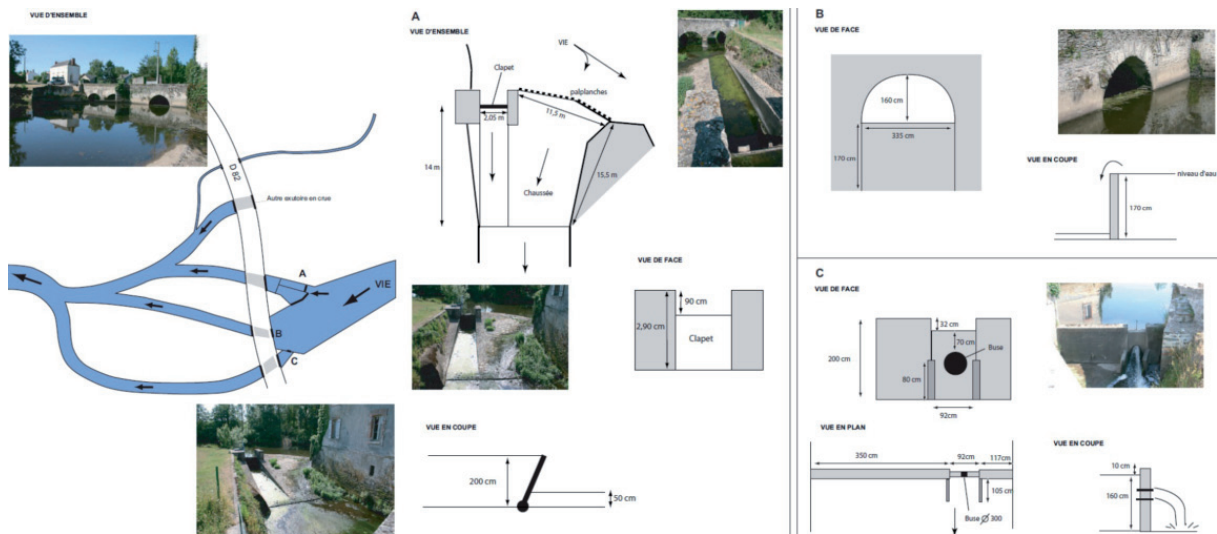 VUE D'ENSEMBLE
D 82
Autre exutoire en crue
A
VIE
B
C
A
VUE D'ENSEMBLE
VIE
Clapet
palplanches
2,05 m
11,5 m
14 m
15,5 m
Chaussée
VUE DE FACE
90 cm
2,90 cm
Clapet
VUE EN COUPE
200 cm
50 cm
B
VUE DE FACE
160 cm
335 cm
170 cm
VUE EN COUPE
niveau d'eau
170 cm
C
VUE DE FACE
32 cm
70 cm
Buse
200 cm
80 cm
92cm
VUE EN PLAN
350 cm
92cm
117cm
105 cm
Buse Ø 300
VUE EN COUPE
10 cm
160 cm